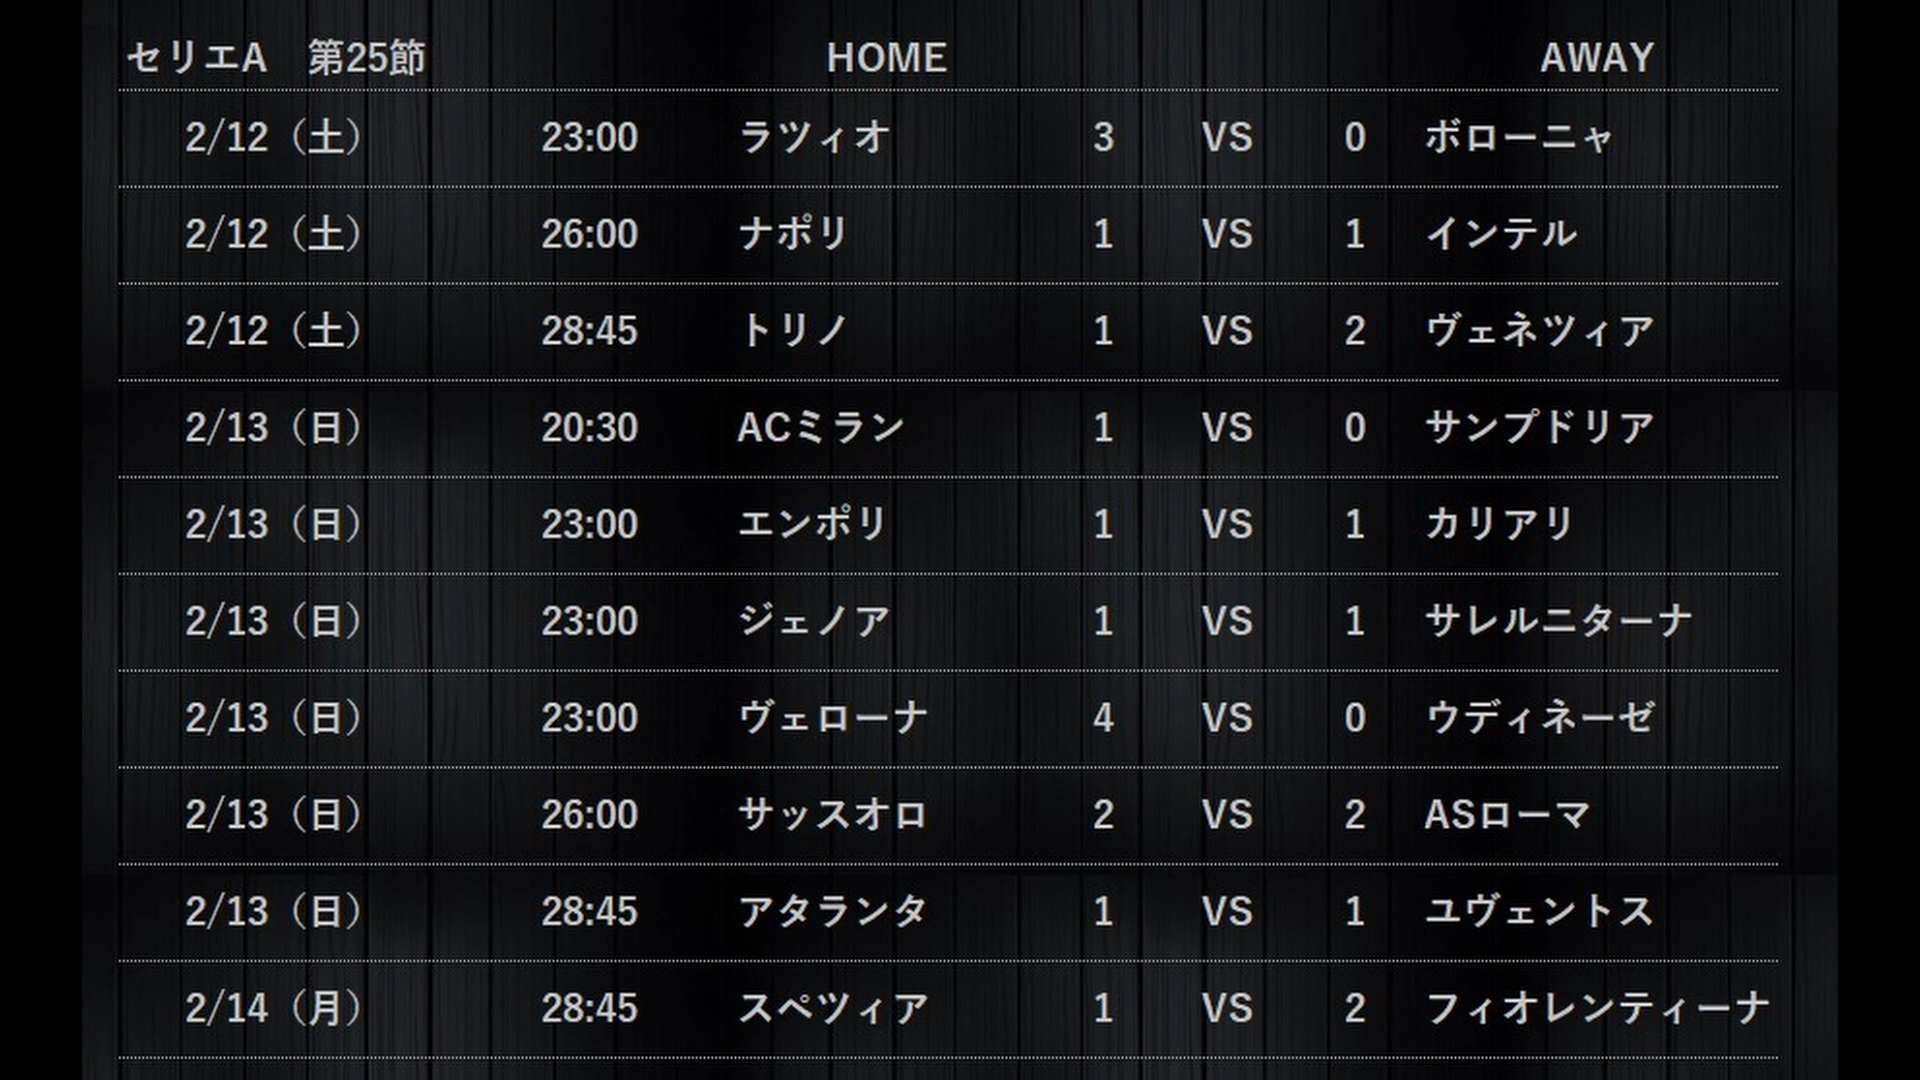 セリエA　第25節 HOME AWAY
2/12（土） 23:00 ラツィオ 3 VS 0 ボローニャ
2/12（土） 26:00 ナポリ 1 VS 1 インテル
2/12（土） 28:45 トリノ 1 VS 2 ヴェネツィア
2/13（日） 20:30 ACミラン 1 VS 0 サンプドリア
2/13（日） 23:00 エンポリ 1 VS 1 カリアリ
2/13（日） 23:00 ジェノア 1 VS 1 サレルニターナ
2/13（日） 23:00 ヴェローナ 4 VS 0 ウディネーゼ
2/13（日） 26:00 サッスオロ 2 VS 2 ASローマ
2/13（日） 28:45 アタランタ 1 VS 1 ユヴェントス
2/14（月） 28:45 スペツィア 1 VS 2 フィオレンティーナ